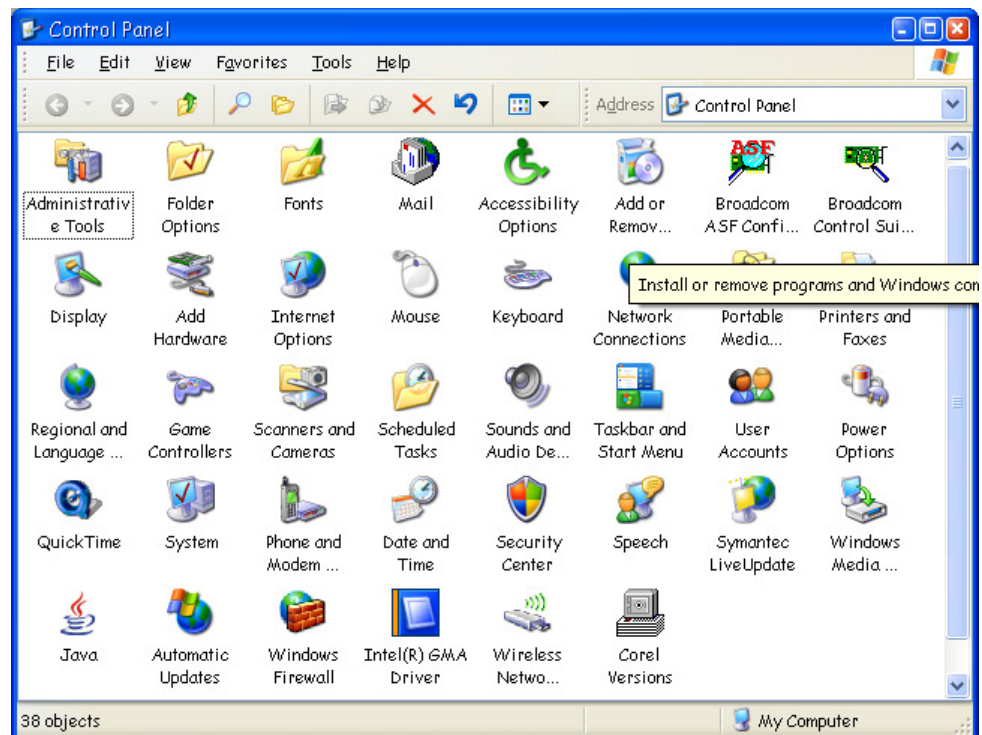 Control Panel
File Edit View Favorites Tools Help
Address Control Panel
ASF
Administrativ Folder Fonts Mail Accessibility Add or Broadcom Broadcom
e Tools Options Options Remov... ASF Confi... Control Sui...
Install or remove programs and Windows con
Display Add Internet Mouse Keyboard Network Portable Printers and
Hardware Options Connections Media... Faxes
Regional and Game Scanners and Scheduled Sounds and Taskbar and User Power
Language ... Controllers Cameras Tasks Audio De... Start Menu Accounts Options
QuickTime System Phone and Date and Security Speech Symantec Windows
Modem ... Time Center LiveUpdate Media ...
Java Automatic Windows Intel(R) GMA Wireless Corel
Updates Firewall Driver Netwo... Versions
38 objects My Computer